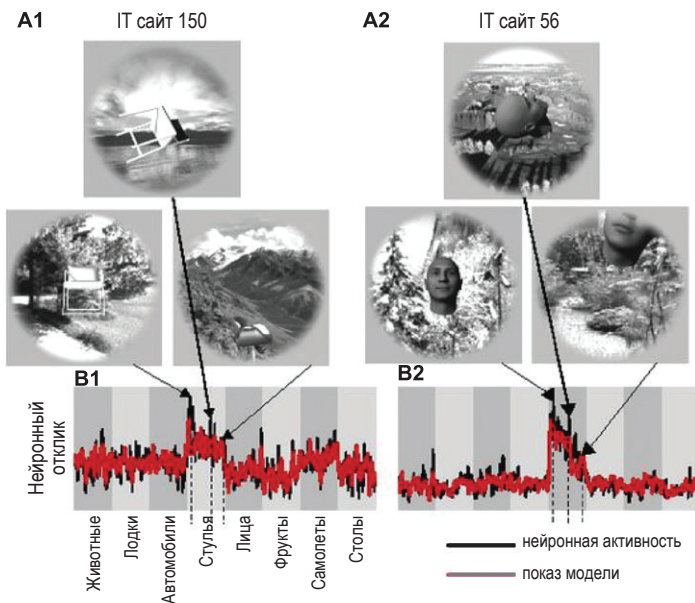 A1
IT сайт 150
A2
IT сайт 56
B1
B2
Нейронный
отклик
Животные
Лодки
Автомобили
Стулья
Лица
Фрукты
Самолеты
Столы
нейронная активность
показ модели